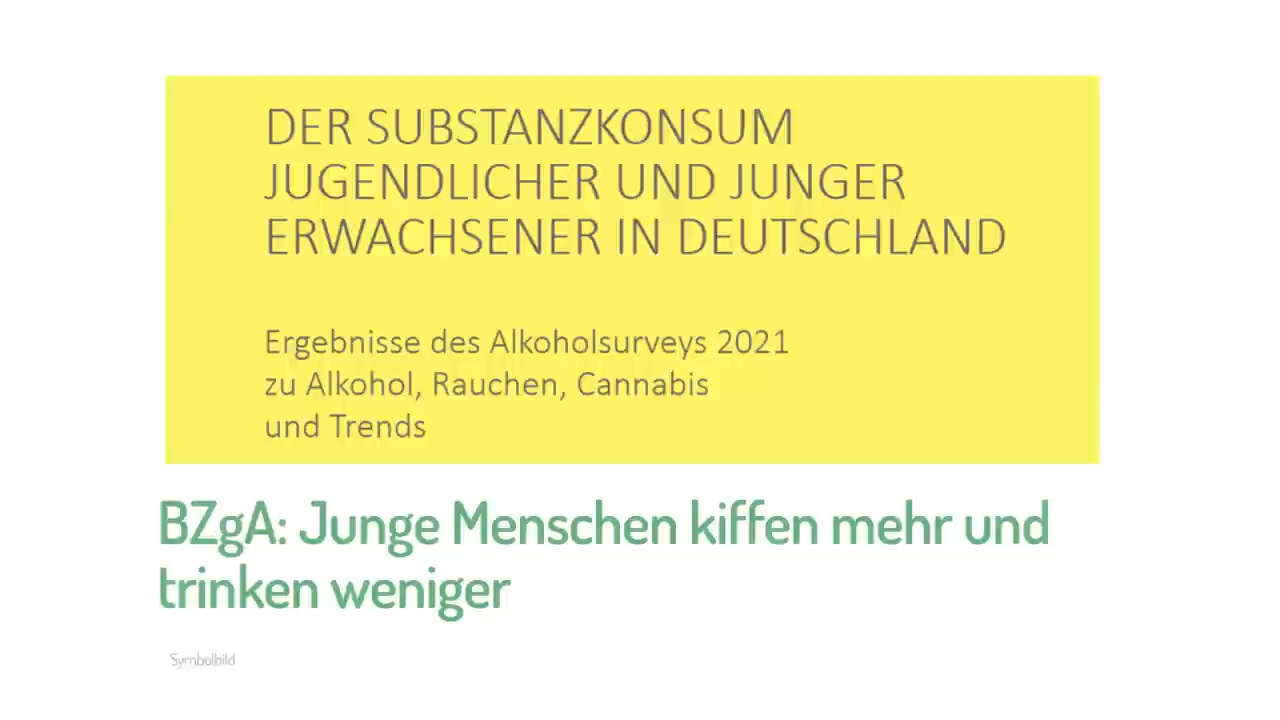 DER SUBSTANZKONSUM
JUGENDLICHER UND JUNGER
ERWACHSENER IN DEUTSCHLAND
Ergebnisse des Alkoholsurveys 2021
zu Alkohol, Rauchen, Cannabis
und Trends
BZgA: Junge Menschen kiffen mehr und
trinken weniger
Symbolbild